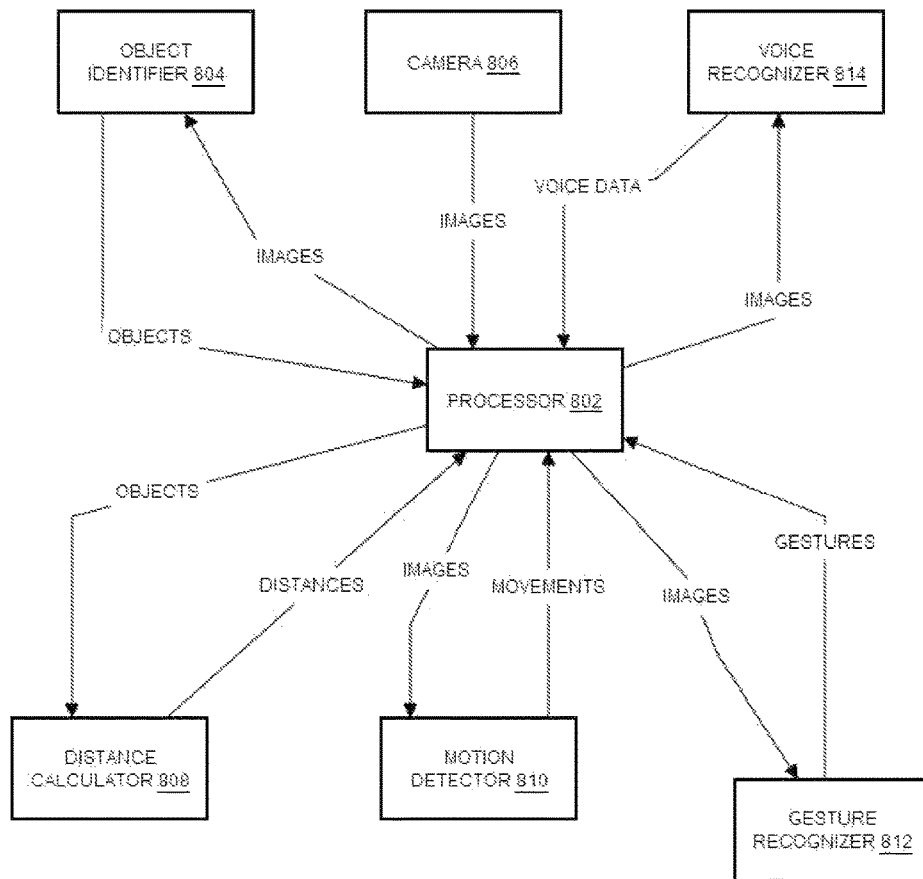 OBJECT
IDENTIFIER 804
CAMERA 806
VOICE
RECOGNIZER 814
VOICE DATA
IMAGES
IMAGES
IMAGES
OBJECTS
PROCESSOR 802
OBJECTS
DISTANCES
IMAGES
MOVEMENTS
IMAGES
GESTURES
DISTANCE
CALCULATOR 808
MOTION
DETECTOR 810
GESTURE
RECOGNIZER 812